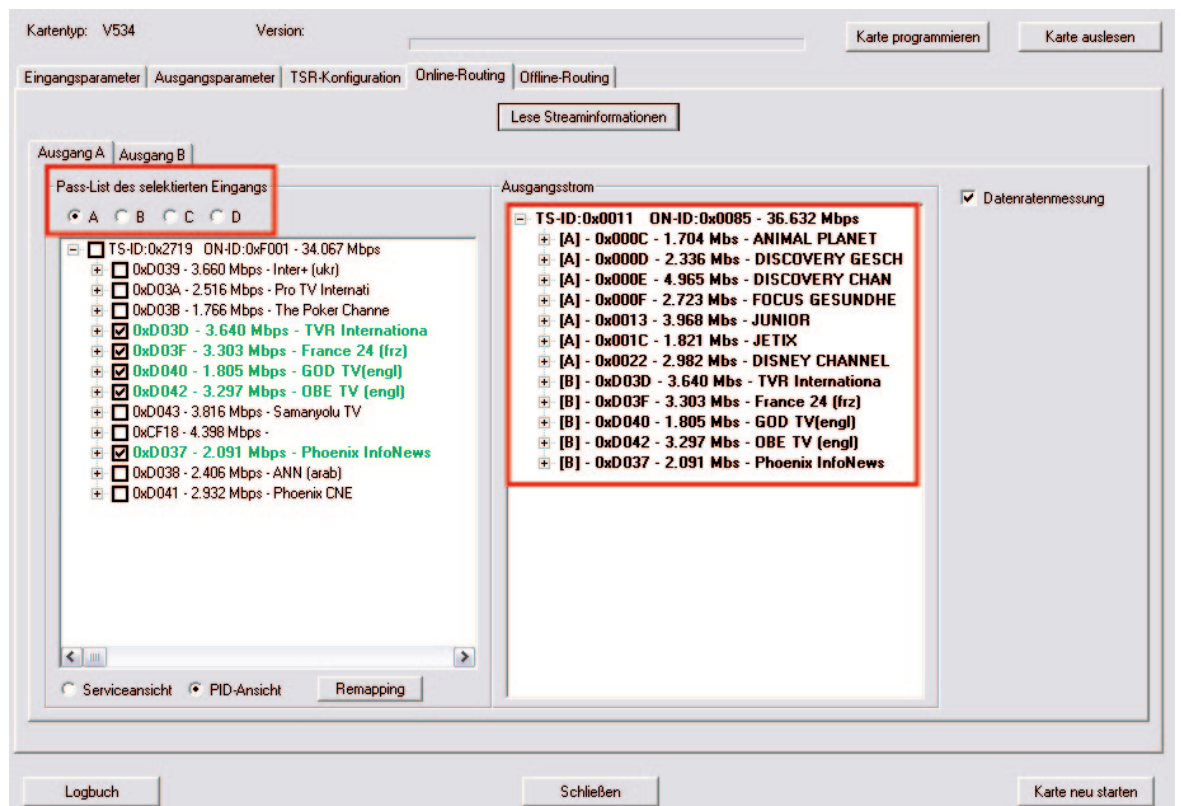 Kartentyp: V534 Version: Karte programmieren Karte auslesen
Eingangsparameter Ausgangsparameter TSR-Konfiguration Online-Routing Offline-Routing
Lese Streaminformationen
Ausgang A Ausgang B
Pass-List des selektierten Eingangs
A B C D
TS-ID:0x2719 ON-ID:0xF001 - 34.067 Mbps
0xD039 - 3.660 Mbps - Inter+ (ukr)
0xD03A - 2.516 Mbps - Pro TV Internati
0xD03B - 1.766 Mbps - The Poker Channe
0xD03D - 3.640 Mbps - TVR Internationa
0xD03F - 3.303 Mbps - France 24 (frz)
0xD040 - 1.805 Mbps - GOD TV(engl)
0xD042 - 3.297 Mbps - OBE TV (engl)
0xD043 - 3.816 Mbps - Samanyolu TV
0xCF18 - 4.398 Mbps -
0xD037 - 2.091 Mbps - Phoenix InfoNews
0xD038 - 2.406 Mbps - ANN (arab)
0xD041 - 2.932 Mbps - Phoenix CNE
Serviceansicht PID-Ansicht Remapping
Ausgangsstrom
TS-ID:0x0011 ON-ID:0x0085 - 36.632 Mbps
[A] - 0x000C - 1.704 Mbs - ANIMAL PLANET
[A] - 0x000D - 2.336 Mbs - DISCOVERY GESCH
[A] - 0x000E - 4.965 Mbs - DISCOVERY CHAN
[A] - 0x000F - 2.723 Mbs - FOCUS GESUNDHE
[A] - 0x0013 - 3.968 Mbs - JUNIOR
[A] - 0x001C - 1.821 Mbs - JETIX
[A] - 0x0022 - 2.982 Mbs - DISNEY CHANNEL
[B] - 0xD03D - 3.640 Mbs - TVR Internationa
[B] - 0xD03F - 3.303 Mbs - France 24 (frz)
[B] - 0xD040 - 1.805 Mbs - GOD TV(engl)
[B] - 0xD042 - 3.297 Mbs - OBE TV (engl)
[B] - 0xD037 - 2.091 Mbs - Phoenix InfoNews
Datenratenmessung
Logbuch Schließen Karte neu starten